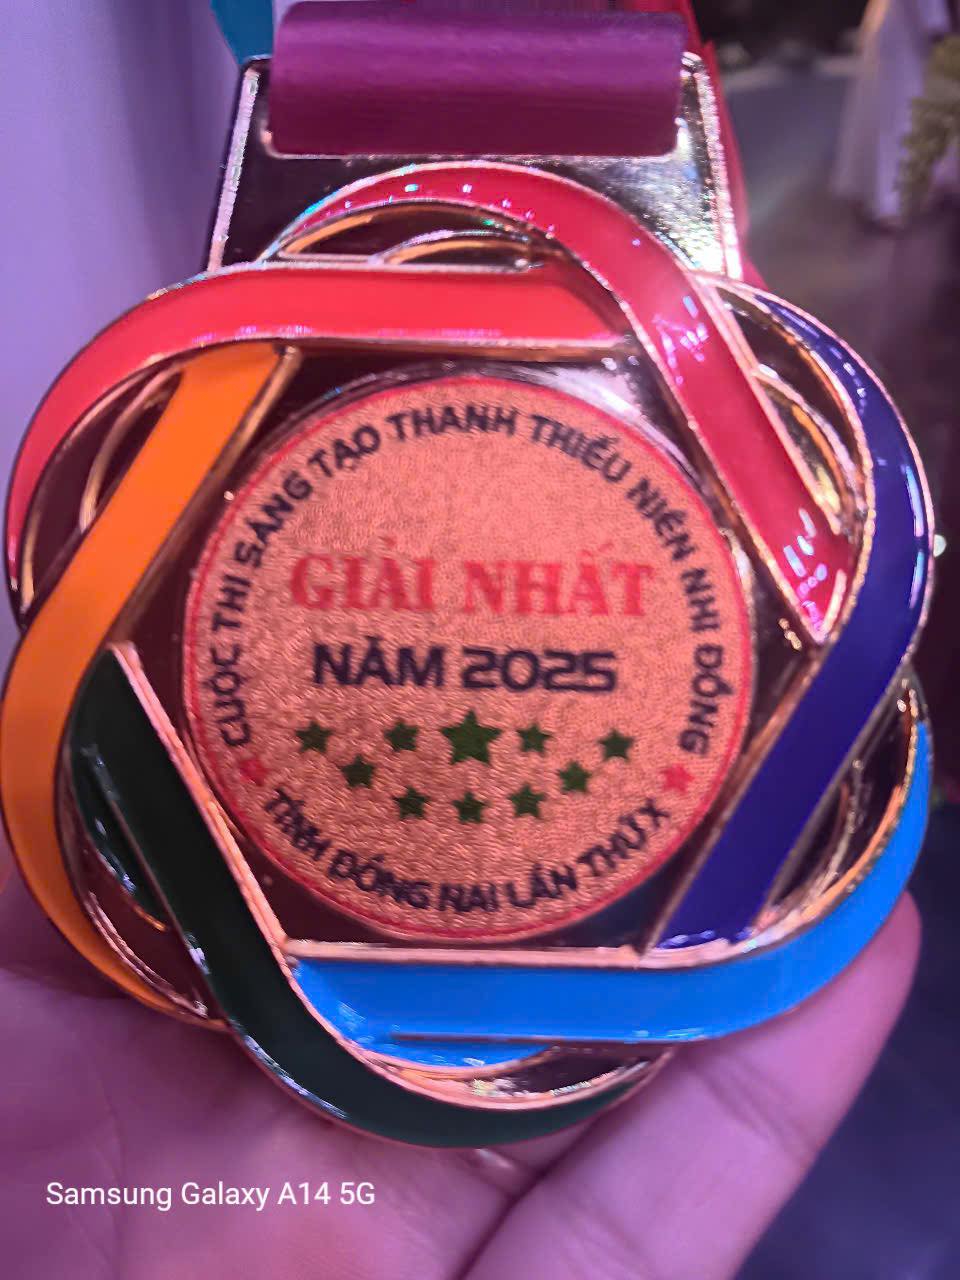 CUỘC THI SÁNG TẠO THANH THIẾU NIÊN NHI ĐỒNG
GIẢI NHẤT
NĂM 2025
TỈNH ĐỒNG NAI LẦN THỨ X
Samsung Galaxy A14 5G